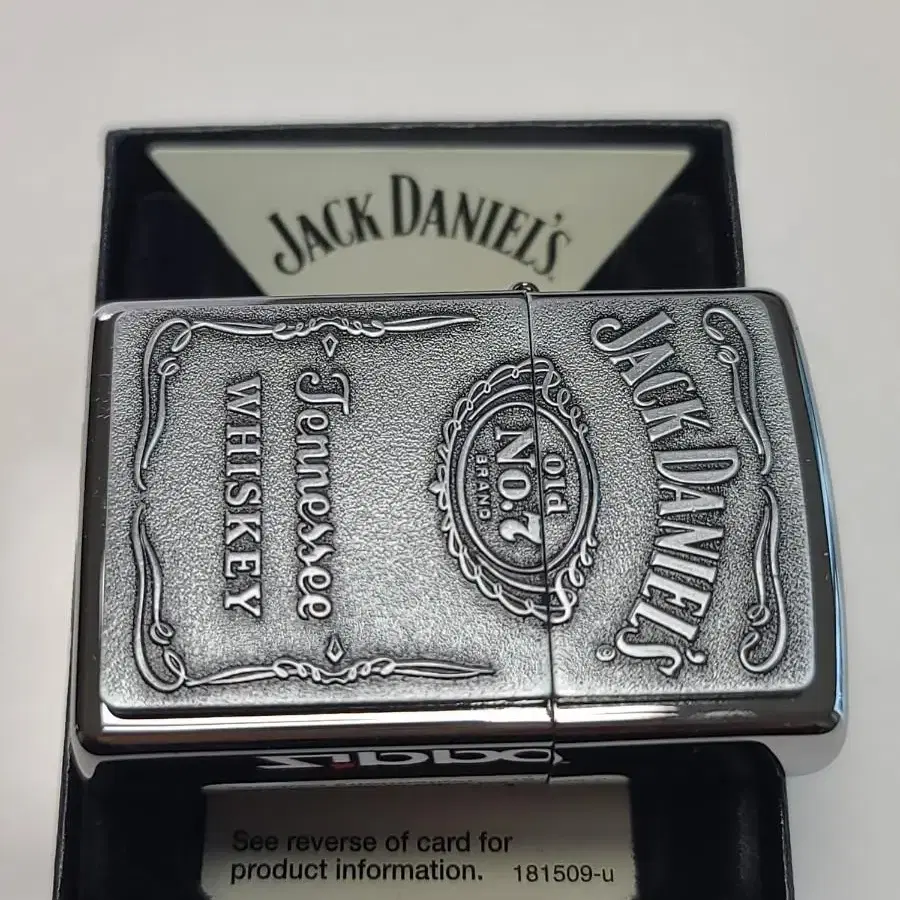 JACK DANIEL'S
JACK DANIEL'S
Old
NO.7
BRAND
Tennessee
WHISKEY
Zippo
See reverse of card for
product information. 181509-u